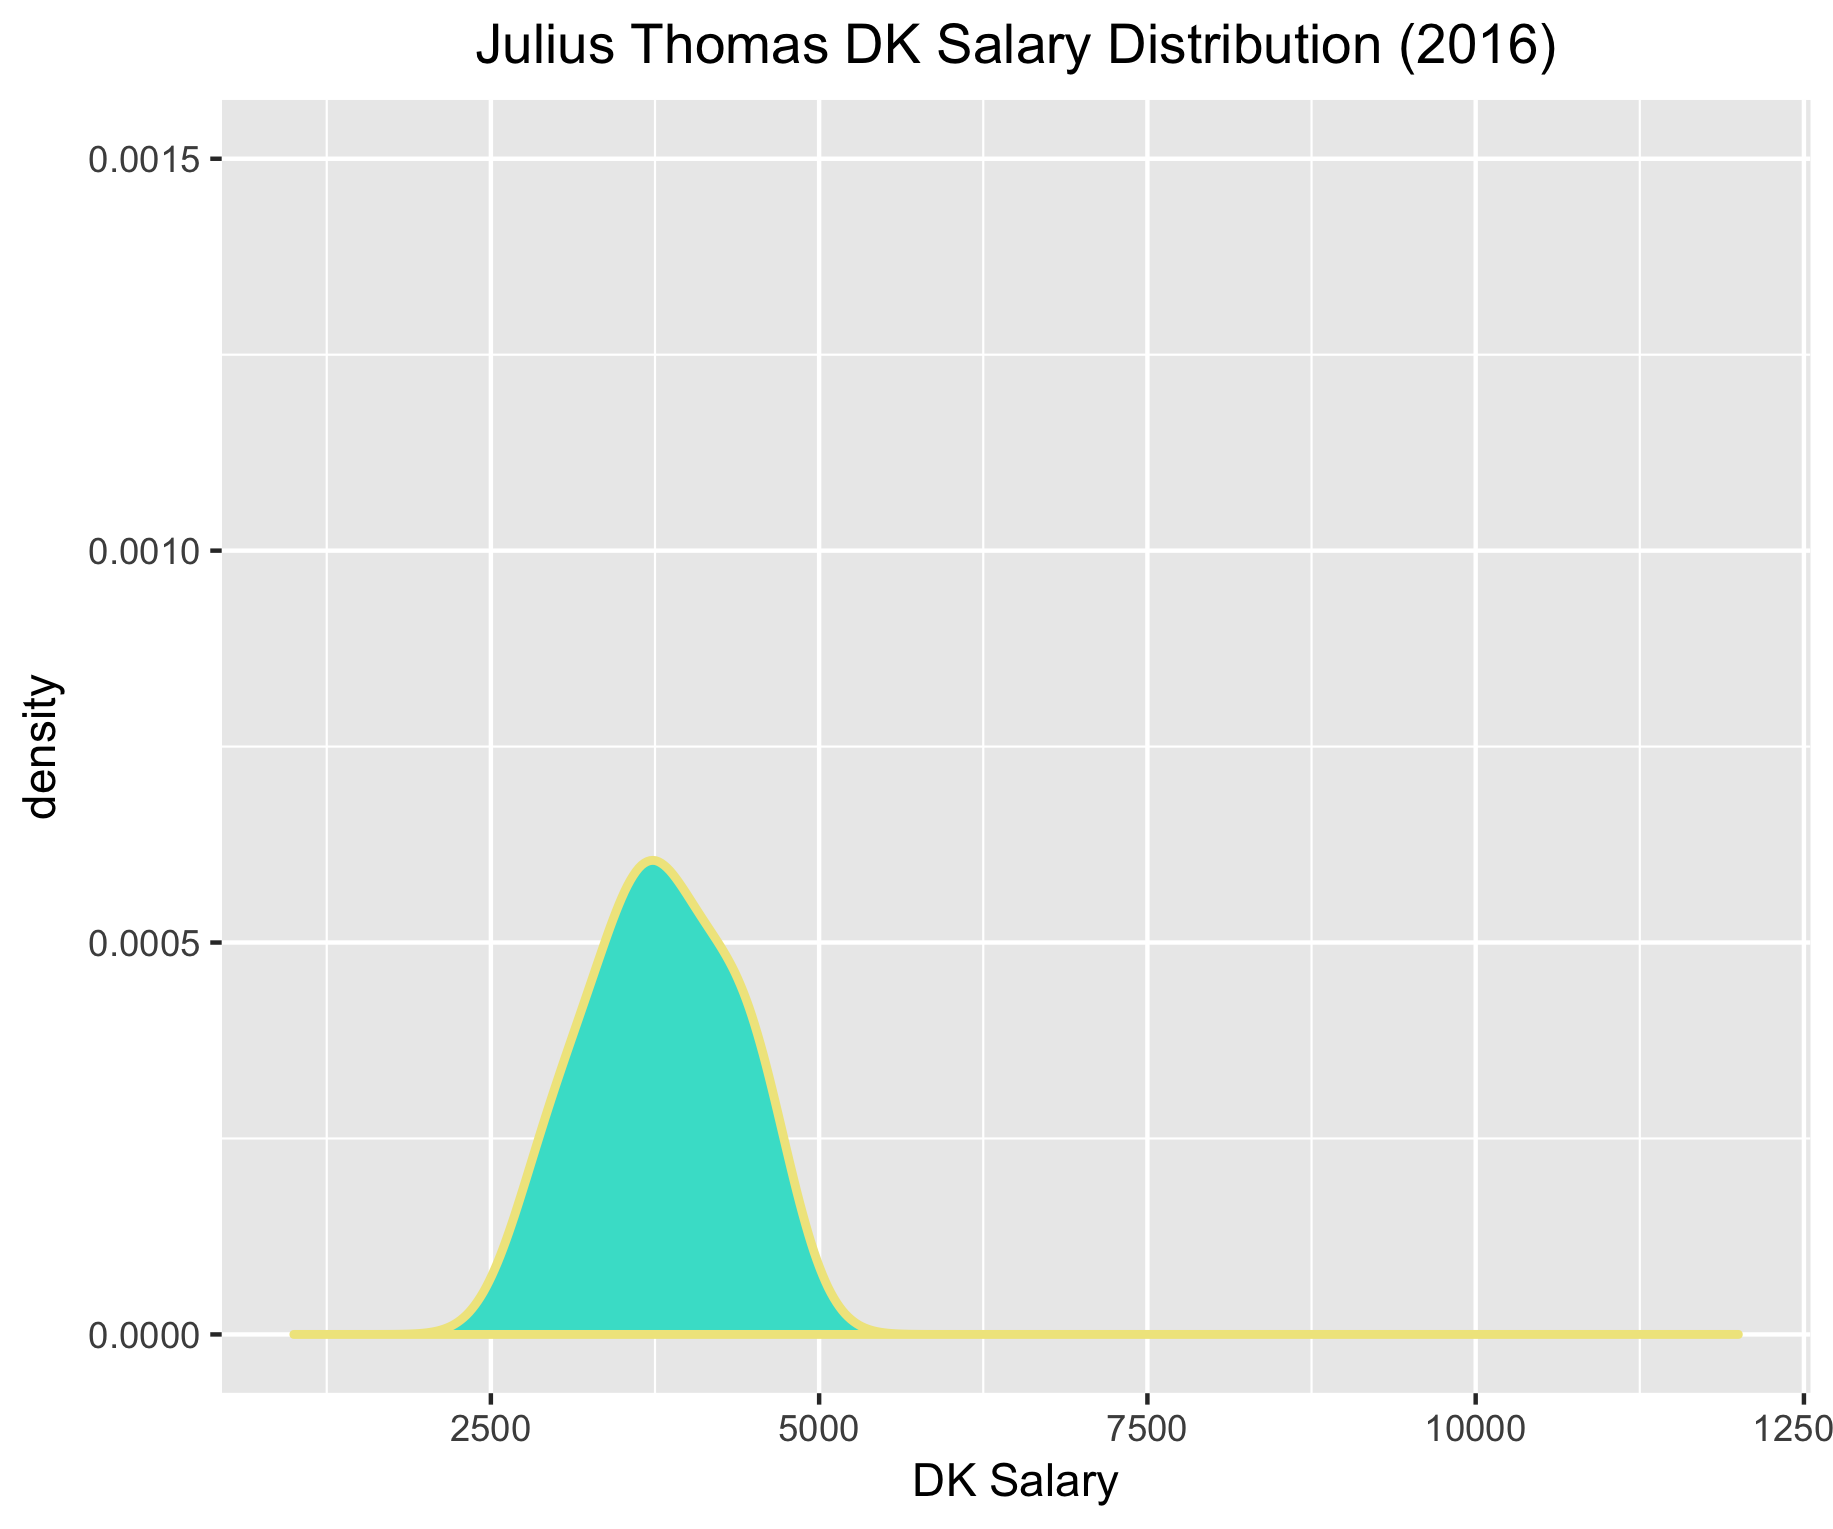 Julius Thomas DK Salary Distribution (2016)
0.0015
0.0010
0.0005
0.0000
density
2500 5000 7500 10000 1250
DK Salary